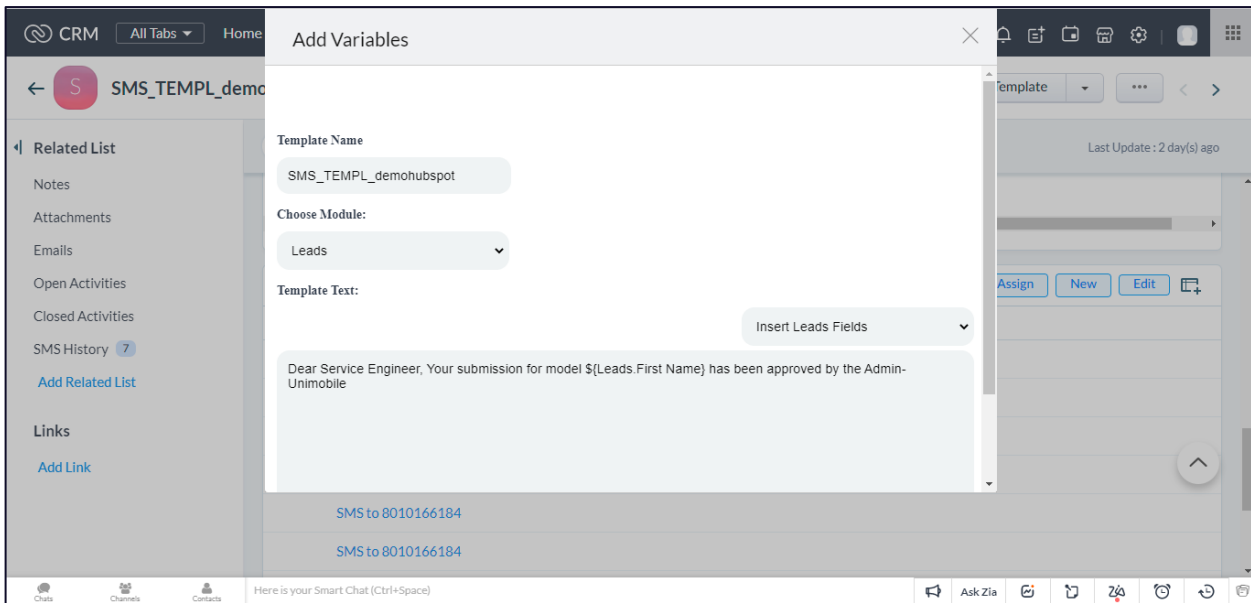 CRM
All Tabs
Home
Add Variables
S
SMS_TEMPL_demo
Template
...
Related List
Last Update : 2 day(s) ago
Notes
Attachments
Emails
Open Activities
Closed Activities
SMS History 7
Add Related List
Links
Add Link
Template Name
SMS_TEMPL_demohubspot
Choose Module:
Leads
Template Text:
Insert Leads Fields
Dear Service Engineer, Your submission for model ${Leads.First Name} has been approved by the Admin-
Unimobile
Assign
New
Edit
SMS to 8010166184
SMS to 8010166184
Chats
Channels
Contacts
Here is your Smart Chat (Ctrl+Space)
Ask Zia